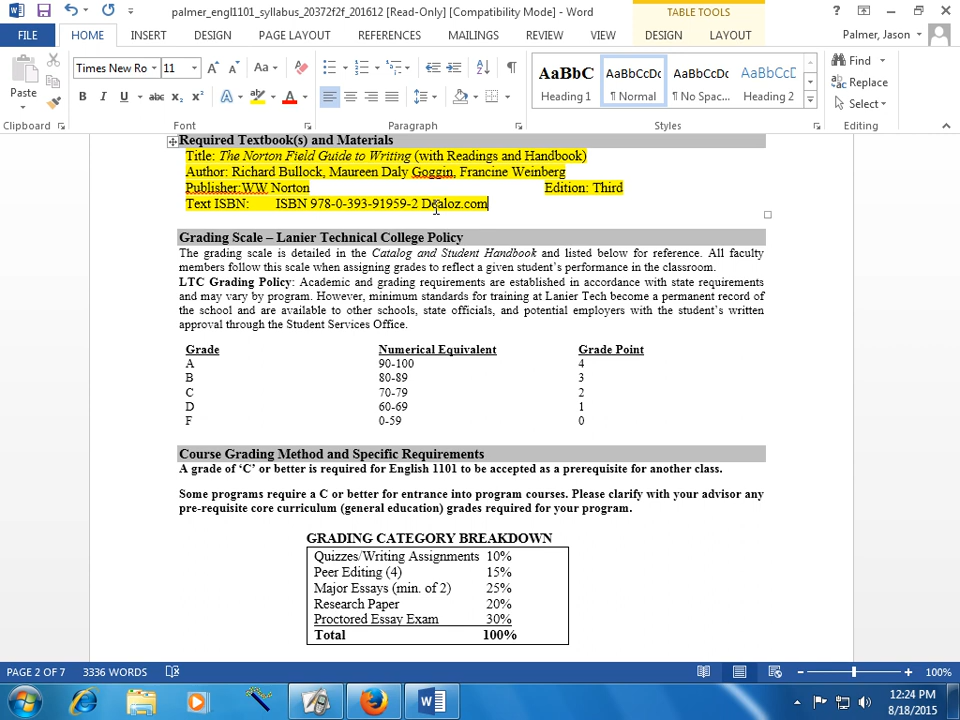 palmer_engl1101_syllabus_20372f2f_201612 [Read-Only] [Compatibility Mode] - Word
TABLE TOOLS
FILE HOME INSERT DESIGN PAGE LAYOUT REFERENCES MAILINGS REVIEW VIEW DESIGN LAYOUT Palmer, Jason
Times New Ro 11 Aa
AaBbC AaBbCcDc AaBbCcDc AaBbCcD
Find
Replace
Select
Paste
B I U abc x₂ x² A A
Heading 1 ¶ Normal ¶ No Spac... Heading 2
Clipboard Font Paragraph Styles Editing
Required Textbook(s) and Materials
Title: The Norton Field Guide to Writing (with Readings and Handbook)
Author: Richard Bullock, Maureen Daly Goggin, Francine Weinberg
Publisher:WW Norton Edition: Third
Text ISBN: ISBN 978-0-393-91959-2 Dealoz.com
Grading Scale – Lanier Technical College Policy
The grading scale is detailed in the Catalog and Student Handbook and listed below for reference. All faculty
members follow this scale when assigning grades to reflect a given student's performance in the classroom.
LTC Grading Policy: Academic and grading requirements are established in accordance with state requirements
and may vary by program. However, minimum standards for training at Lanier Tech become a permanent record of
the school and are available to other schools, state officials, and potential employers with the student's written
approval through the Student Services Office.
Grade Numerical Equivalent Grade Point
A 90-100 4
B 80-89 3
C 70-79 2
D 60-69 1
F 0-59 0
Course Grading Method and Specific Requirements
A grade of ‘C’ or better is required for English 1101 to be accepted as a prerequisite for another class.
Some programs require a C or better for entrance into program courses. Please clarify with your advisor any
pre-requisite core curriculum (general education) grades required for your program.
GRADING CATEGORY BREAKDOWN
Quizzes/Writing Assignments 10%
Peer Editing (4) 15%
Major Essays (min. of 2) 25%
Research Paper 20%
Proctored Essay Exam 30%
Total 100%
PAGE 2 OF 7 3336 WORDS 100%
12:24 PM
8/18/2015